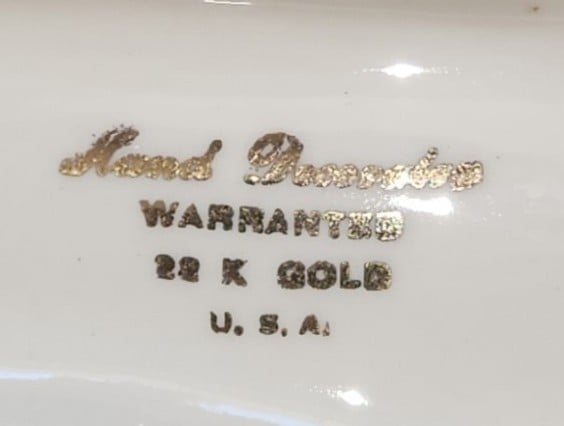 Hand Decorated
WARRANTED
22 K GOLD
U. S. A.